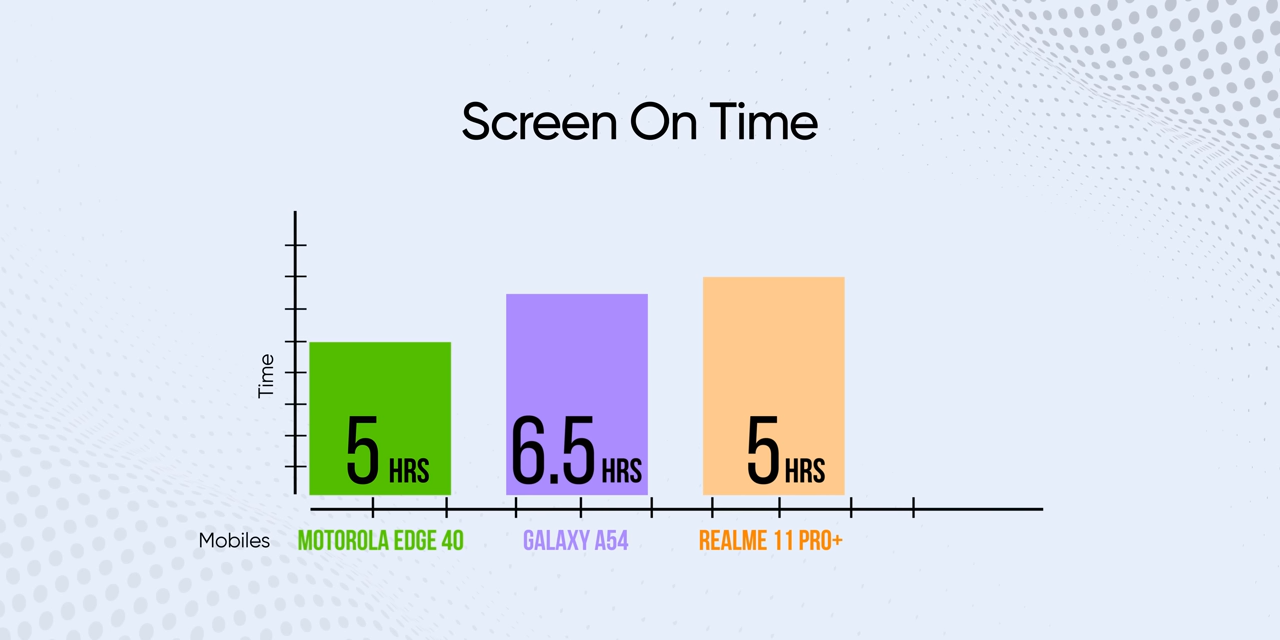 Screen On Time
Time
5 HRS
6.5 HRS
5 HRS
Mobiles
MOTOROLA EDGE 40
GALAXY A54
REALME 11 PRO+